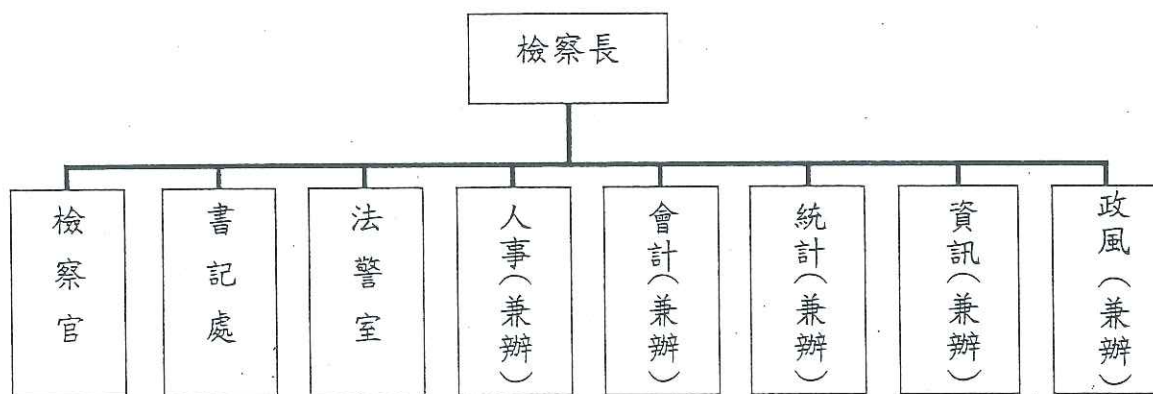 檢察長
檢察官
書記處
法警室
人事(兼辦)
會計(兼辦)
統計(兼辦)
資訊(兼辦)
政風(兼辦)